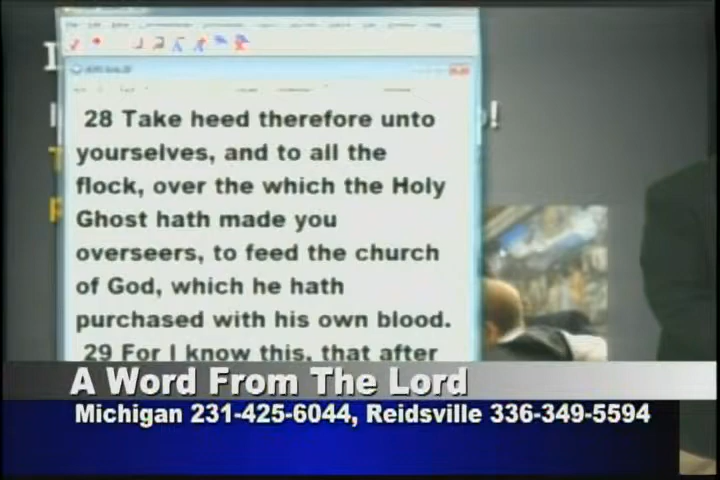 28 Take heed therefore unto
yourselves, and to all the
flock, over the which the Holy
Ghost hath made you
overseers, to feed the church
of God, which he hath
purchased with his own blood.
29 For I know this, that after
A Word From The Lord
Michigan 231-425-6044, Reidsville 336-349-5594